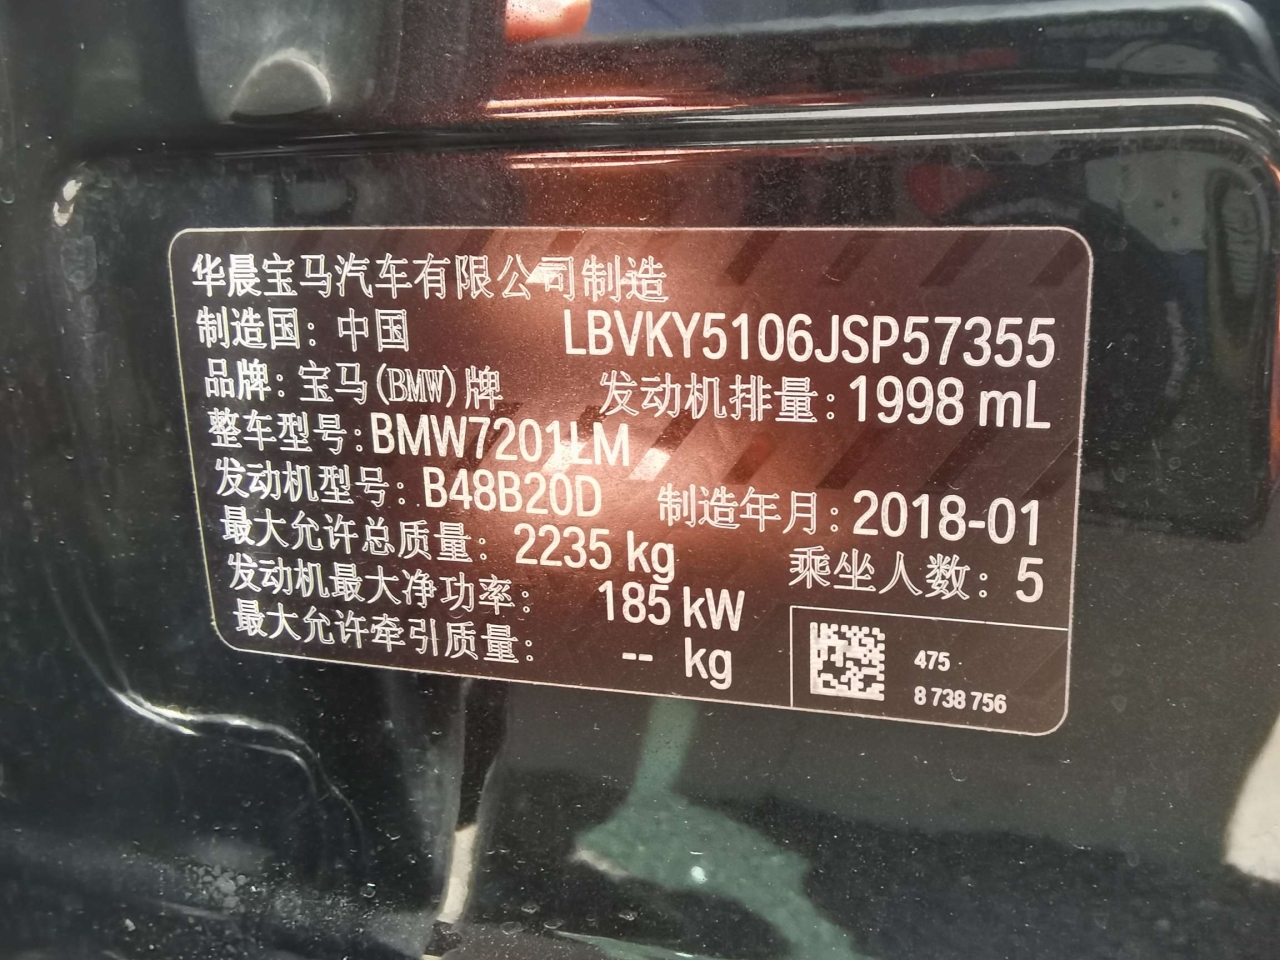 华晨宝马汽车有限公司制造
制造国：中国 LBVKY5106JSP57355
品牌：宝马(BMW)牌 发动机排量：1998 mL
整车型号：BMW7201LM
发动机型号：B48B20D 制造年月：2018-01
最大允许总质量：2235 kg 乘坐人数：5
发动机最大净功率：185 kW
最大允许牵引质量：-- kg
475
8 738 756